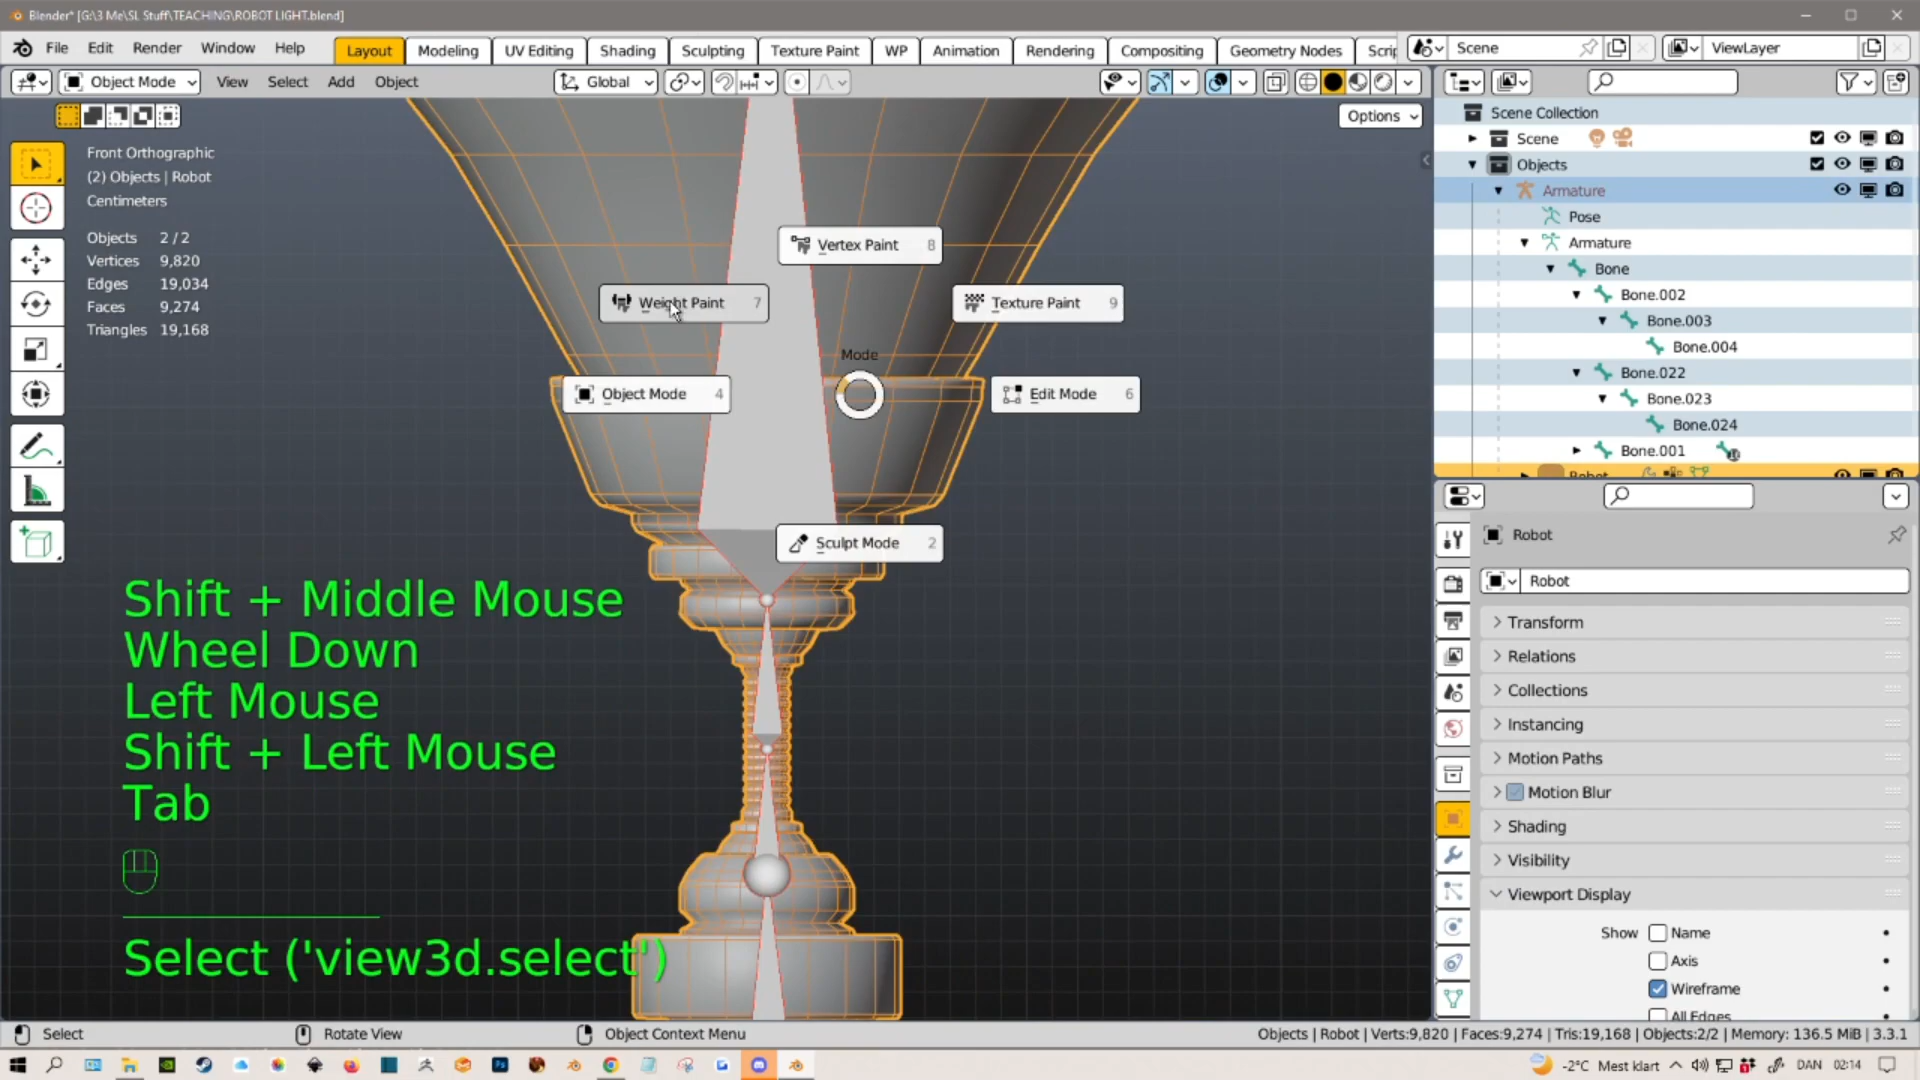 Blender* [G:\3 Me\SL Stuff\TEACHING\ROBOT LIGHT.blend]
File Edit Render Window Help Layout Modeling UV Editing Shading Sculpting Texture Paint WP Animation Rendering Compositing Geometry Nodes Scrip Scene ViewLayer
Object Mode View Select Add Object Global
Options
Front Orthographic
(2) Objects | Robot
Centimeters
Objects 2 / 2
Vertices 9,820
Edges 19,034
Faces 9,274
Triangles 19,168
Vertex Paint 8
Weight Paint 7
Texture Paint 9
Mode
Object Mode 4
Edit Mode 6
Sculpt Mode 2
Shift + Middle Mouse
Wheel Down
Left Mouse
Shift + Left Mouse
Tab
Select ('view3d.select')
Scene Collection
Scene
Objects
Armature
Pose
Armature
Bone
Bone.002
Bone.003
Bone.004
Bone.022
Bone.023
Bone.024
Bone.001
Robot
Robot
Robot
Transform
Relations
Collections
Instancing
Motion Paths
Motion Blur
Shading
Visibility
Viewport Display
Show Name
Axis
Wireframe
All Edges
Select Rotate View Object Context Menu Objects | Robot | Verts:9,820 | Faces:9,274 | Tris:19,168 | Objects:2/2 | Memory: 136.5 MiB | 3.3.1
-2°C Mest klart DAN 02:14